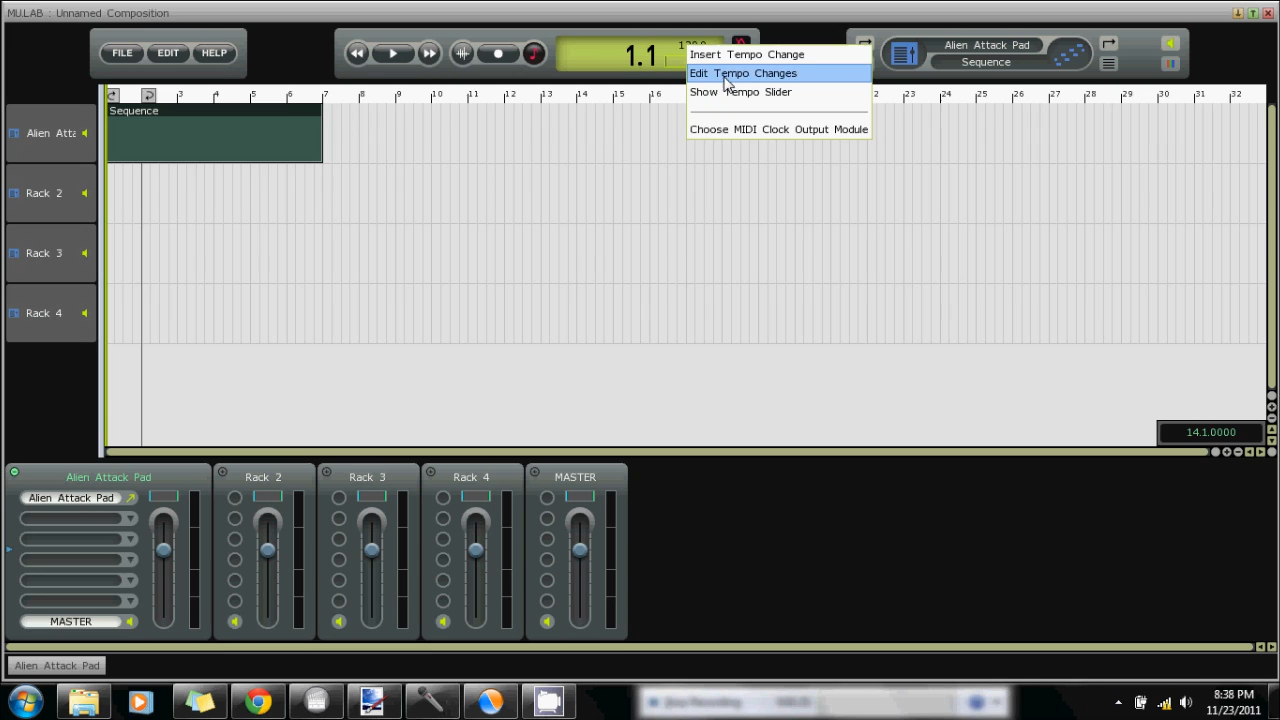 MU.LAB : Unnamed Composition
FILE EDIT HELP
1.1
Insert Tempo Change
Edit Tempo Changes
Show Tempo Slider
Choose MIDI Clock Output Module
Alien Attack Pad
Sequence
3 4 5 6 7 8 9 10 11 12 13 14 15 16 23 24 25 26 27 28 29 30 31 32
Sequence
Alien Atta
Rack 2
Rack 3
Rack 4
14.1.0000
Alien Attack Pad Rack 2 Rack 3 Rack 4 MASTER
Alien Attack Pad
MASTER
Alien Attack Pad
8:38 PM
11/23/2011